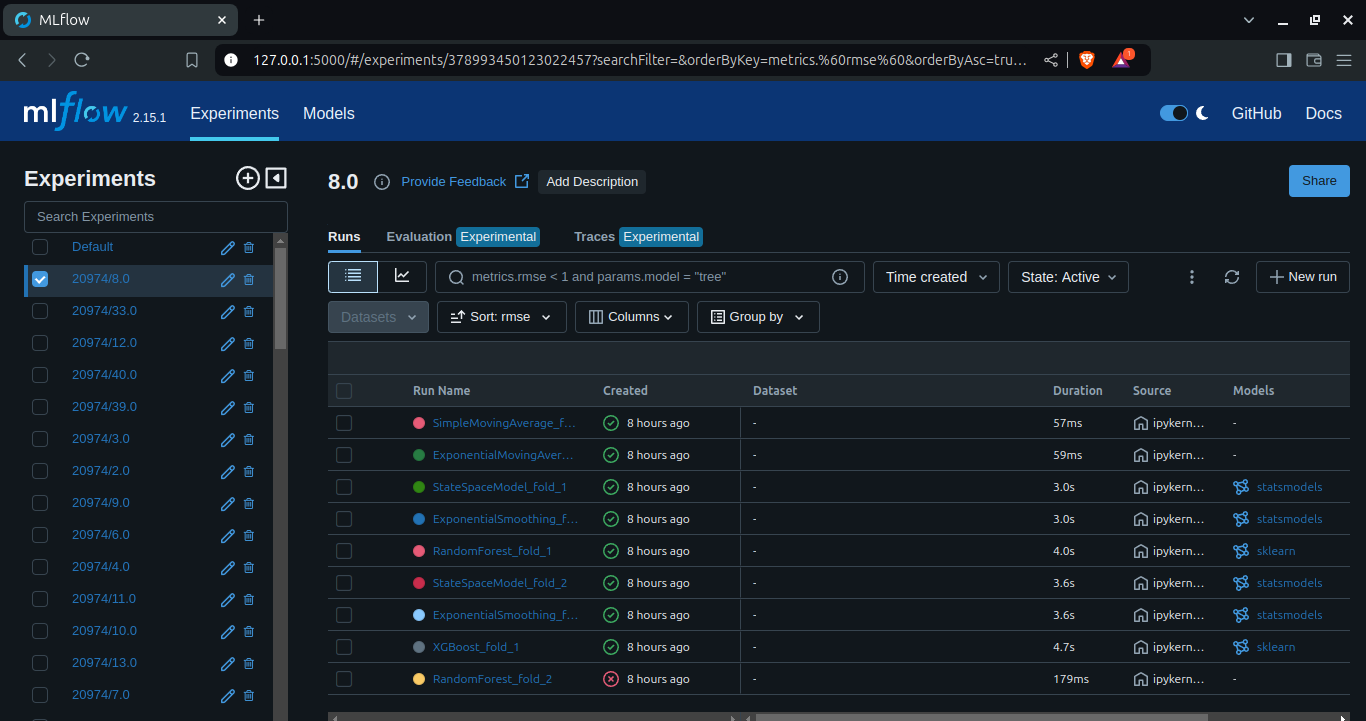 MLflow
127.0.0.1:5000/#/experiments/378993450123022457?searchFilter=&orderByKey=metrics.%60rmse%60&orderByAsc=tru...
1
mlflow 2.15.1 Experiments Models GitHub Docs
Experiments
Search Experiments
Default
20974/8.0
20974/33.0
20974/12.0
20974/40.0
20974/39.0
20974/3.0
20974/2.0
20974/9.0
20974/6.0
20974/4.0
20974/11.0
20974/10.0
20974/13.0
20974/7.0
8.0 Provide Feedback Add Description Share
Runs Evaluation Experimental Traces Experimental
metrics.rmse < 1 and params.model = "tree" Time created State: Active New run
Datasets Sort: rmse Columns Group by
Run Name Created Dataset Duration Source Models
SimpleMovingAverage_f... 8 hours ago - 57ms ipykern... -
ExponentialMovingAver... 8 hours ago - 59ms ipykern... -
StateSpaceModel_fold_1 8 hours ago - 3.0s ipykern... statsmodels
ExponentialSmoothing_f... 8 hours ago - 3.0s ipykern... statsmodels
RandomForest_fold_1 8 hours ago - 4.0s ipykern... sklearn
StateSpaceModel_fold_2 8 hours ago - 3.6s ipykern... statsmodels
ExponentialSmoothing_f... 8 hours ago - 3.6s ipykern... statsmodels
XGBoost_fold_1 8 hours ago - 4.7s ipykern... sklearn
RandomForest_fold_2 8 hours ago - 179ms ipykern... -